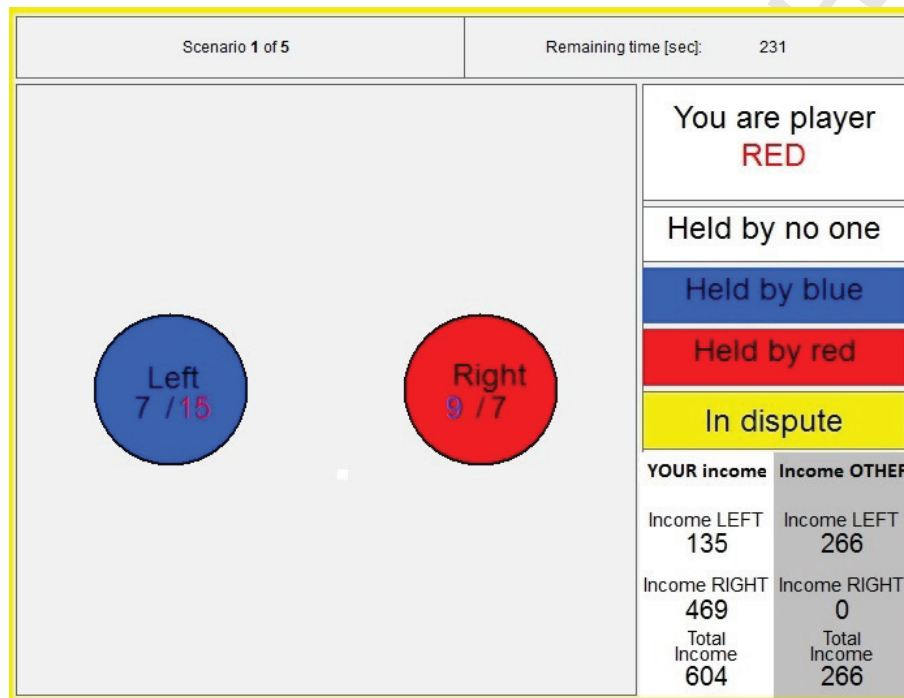 Scenario 1 of 5
Remaining time [sec]: 231
You are player
RED
Held by no one
Held by blue
Held by red
In dispute
Left
7 /15
Right
9 /7
YOUR income
Income OTHER
Income LEFT
135
Income LEFT
266
Income RIGHT
469
Income RIGHT
0
Total
Income
604
Total
Income
266